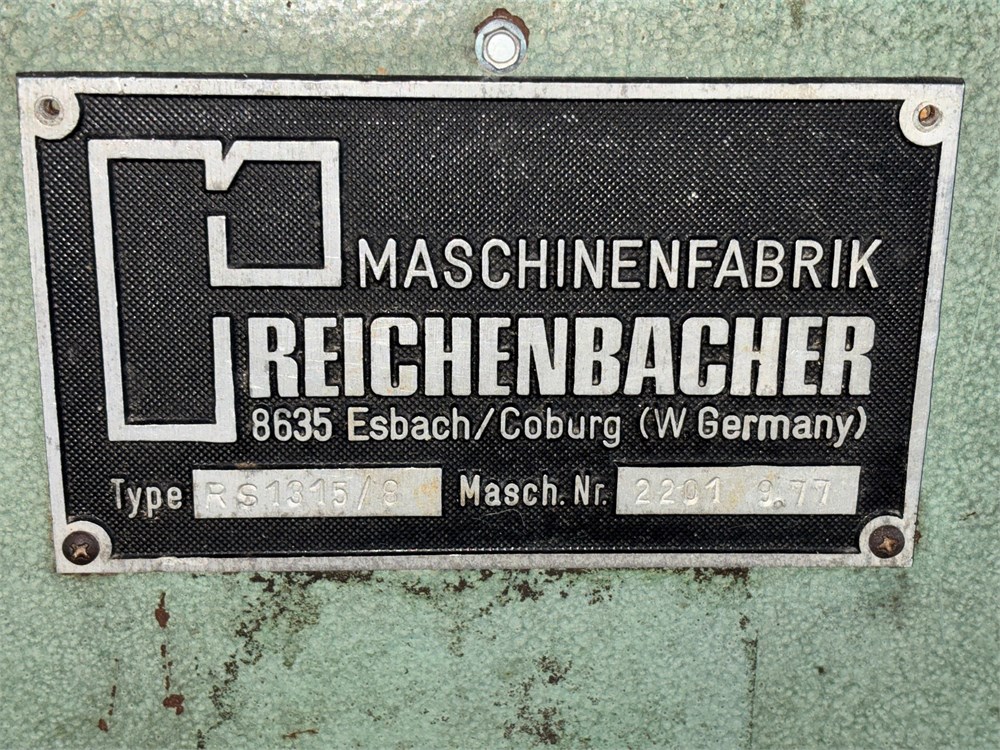 MASCHINENFABRIK
REICHENBACHER
8635 Esbach/Coburg (W Germany)
Type RS1315/8 Masch. Nr. 2201 9.77